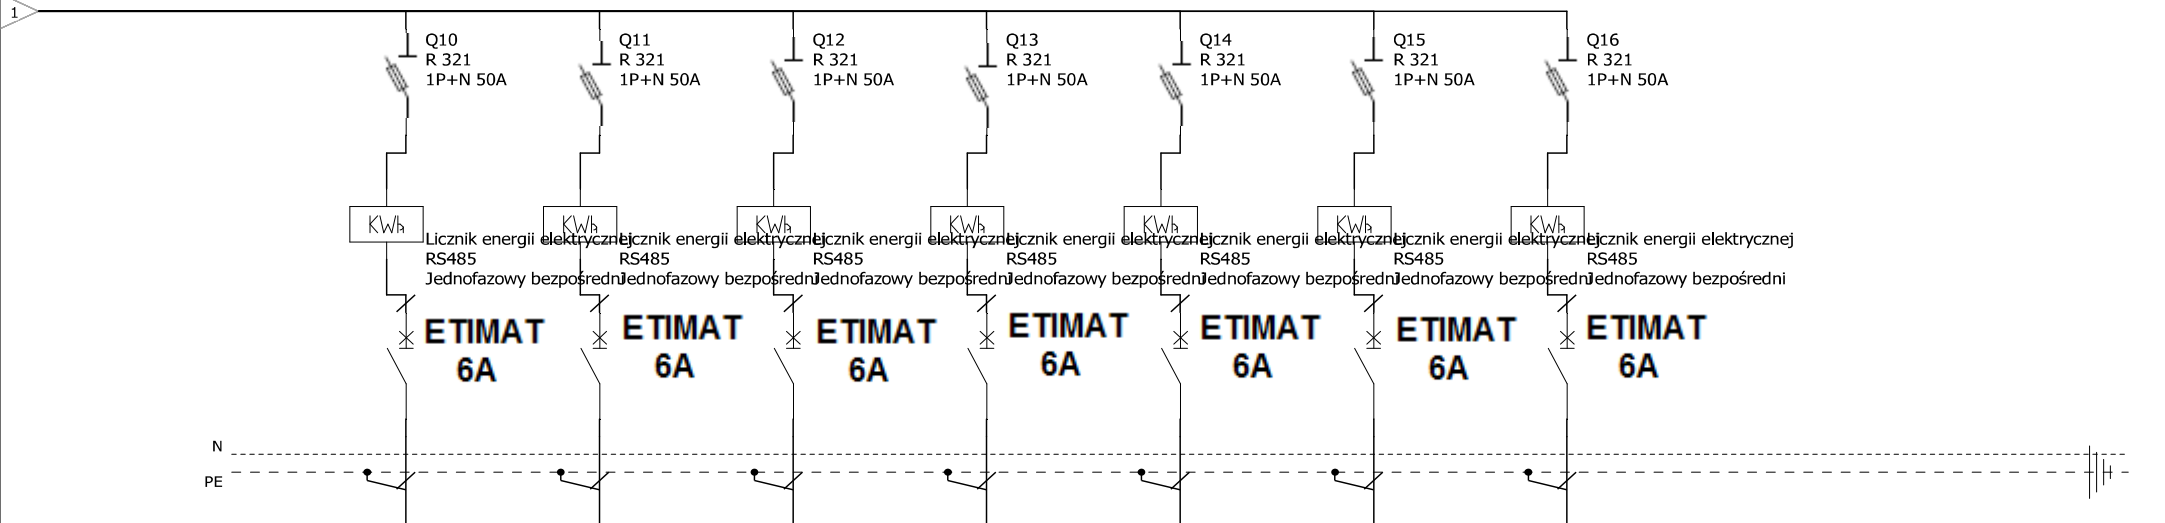 1
Q10
R 321
1P+N 50A
Q11
R 321
1P+N 50A
Q12
R 321
1P+N 50A
Q13
R 321
1P+N 50A
Q14
R 321
1P+N 50A
Q15
R 321
1P+N 50A
Q16
R 321
1P+N 50A
KWh
KWh
KWh
KWh
KWh
KWh
KWh
Licznik energii elektrycznej
RS485
Jednofazowy bezpośredni
Licznik energii elektrycznej
RS485
Jednofazowy bezpośredni
Licznik energii elektrycznej
RS485
Jednofazowy bezpośredni
Licznik energii elektrycznej
RS485
Jednofazowy bezpośredni
Licznik energii elektrycznej
RS485
Jednofazowy bezpośredni
Licznik energii elektrycznej
RS485
Jednofazowy bezpośredni
Licznik energii elektrycznej
RS485
Jednofazowy bezpośredni
ETIMAT
6A
ETIMAT
6A
ETIMAT
6A
ETIMAT
6A
ETIMAT
6A
ETIMAT
6A
ETIMAT
6A
N
PE